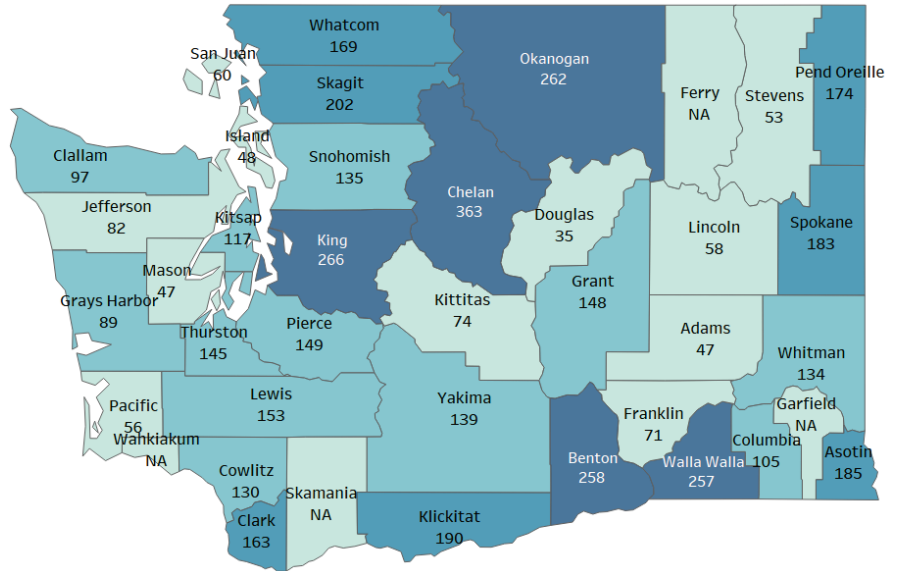 Whatcom
169
San Juan
60
Okanogan
262
Skagit
202
Ferry
NA
Stevens
53
Pend Oreille
174
Island
48
Clallam
97
Snohomish
135
Chelan
363
Jefferson
82
Kitsap
117
King
266
Douglas
35
Lincoln
58
Spokane
183
Mason
47
Grays Harbor
89
Grant
148
Kittitas
74
Thurston
145
Pierce
149
Adams
47
Whitman
134
Lewis
153
Yakima
139
Pacific
56
Wahkiakum
NA
Franklin
71
Garfield
NA
Columbia
105
Benton
258
Walla Walla
257
Asotin
185
Cowlitz
130
Skamania
NA
Clark
163
Klickitat
190